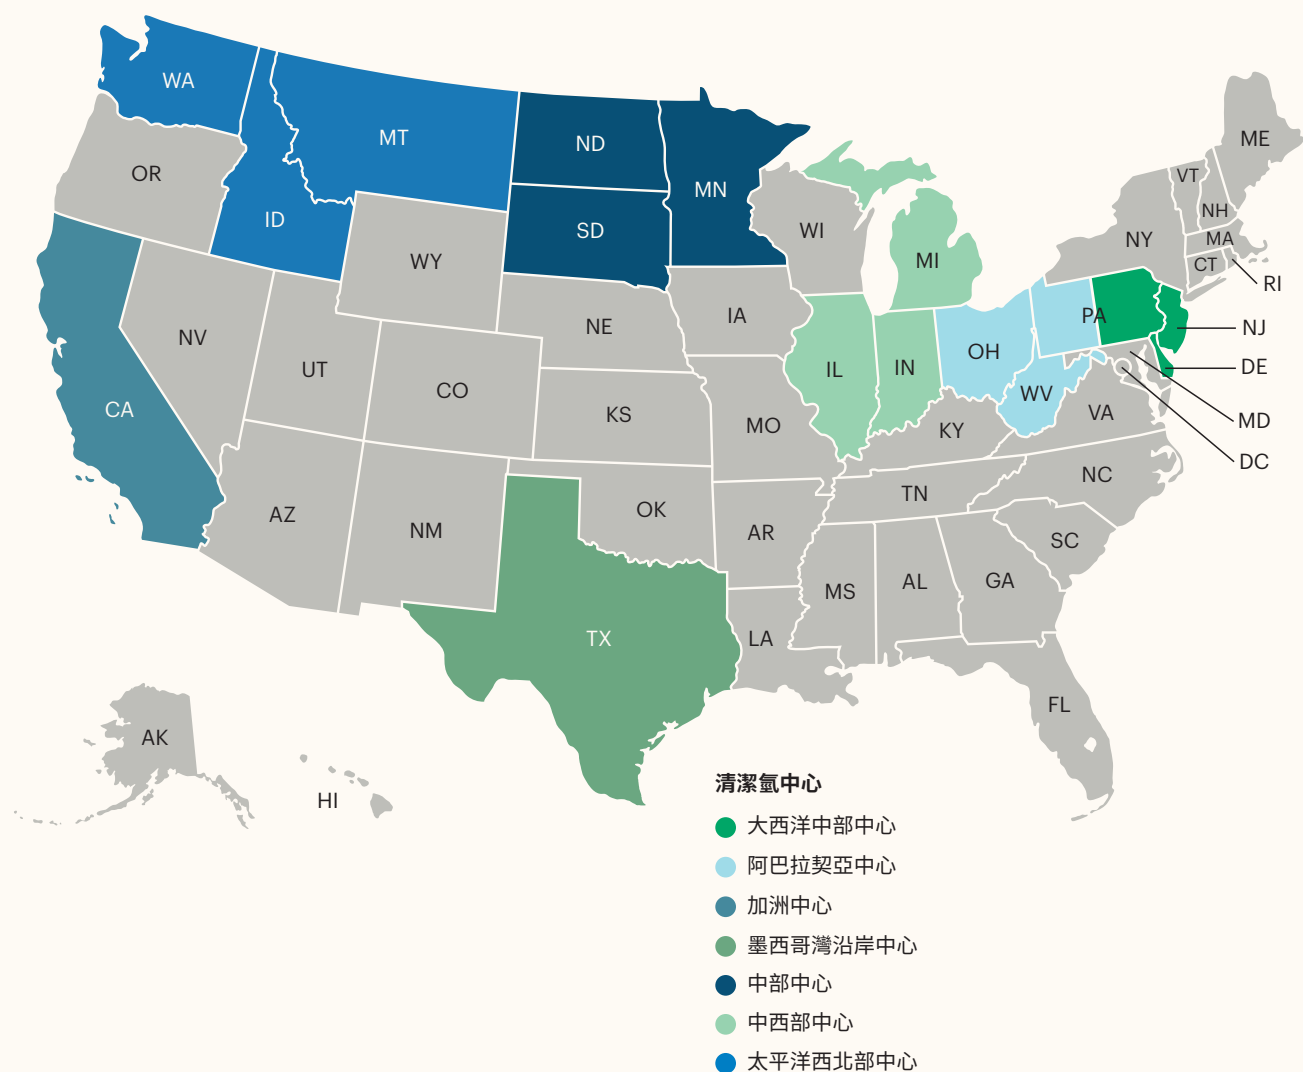 WA
MT
ND
MN
OR
ID
SD
WY
WI
MI
ME
VT
NH
NY
MA
CT
RI
NV
UT
CO
NE
IA
IL
IN
OH
PA
NJ
DE
CA
KS
MO
KY
WV
VA
MD
DC
AZ
NM
OK
AR
TN
NC
SC
TX
LA
MS
AL
GA
FL
AK
HI
清潔氫中心
大西洋中部中心
阿巴拉契亞中心
加洲中心
墨西哥灣沿岸中心
中部中心
中西部中心
太平洋西北部中心